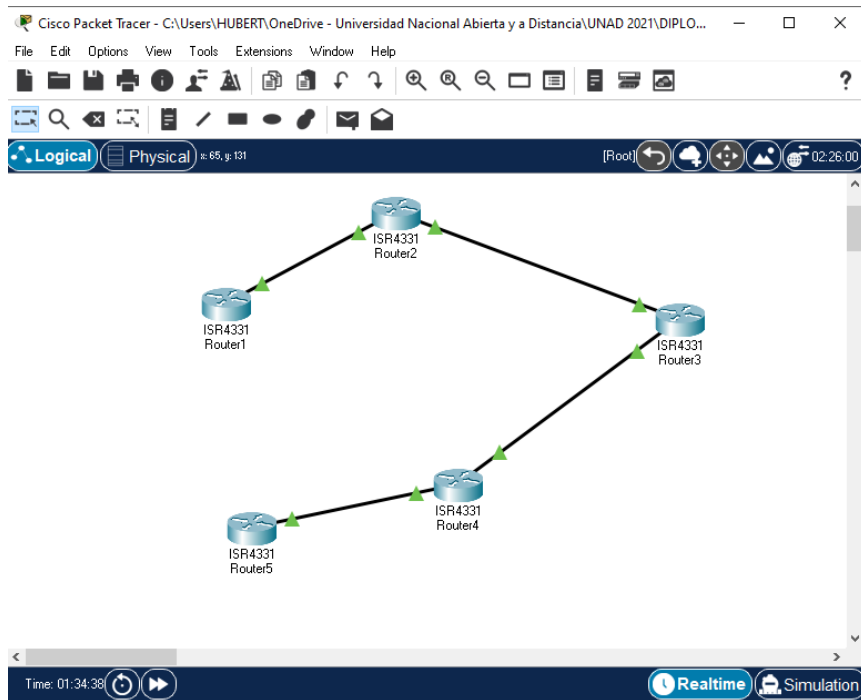 Cisco Packet Tracer - C:\Users\HUBERT\OneDrive - Universidad Nacional Abierta y a Distancia\UNAD 2021\DIPLO...
File Edit Options View Tools Extensions Window Help
?
Logical Physical x: 65, y: 131 [Root] 02:26:00
ISR4331
Router2
ISR4331
Router1
ISR4331
Router3
ISR4331
Router4
ISR4331
Router5
Time: 01:34:38 Realtime Simulation